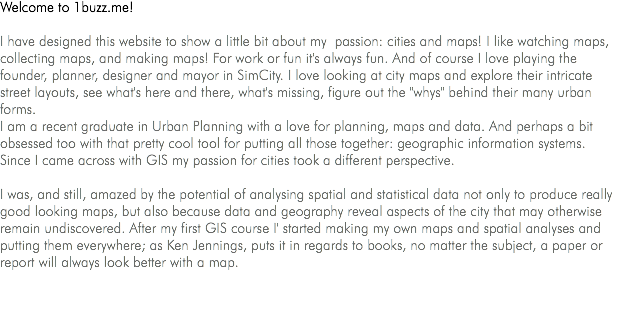 Welcome to 1buzz.me!
I have designed this website to show a little bit about my passion: cities and maps! I like watching maps,
collecting maps, and making maps! For work or fun it's always fun. And of course I love playing the
founder, planner, designer and mayor in SimCity. I love looking at city maps and explore their intricate
street layouts, see what's here and there, what's missing, figure out the "whys" behind their many urban
forms.
I am a recent graduate in Urban Planning with a love for planning, maps and data. And perhaps a bit
obsessed too with that pretty cool tool for putting all those together: geographic information systems.
Since I came across with GIS my passion for cities took a different perspective.
I was, and still, amazed by the potential of analysing spatial and statistical data not only to produce really
good looking maps, but also because data and geography reveal aspects of the city that may otherwise
remain undiscovered. After my first GIS course I' started making my own maps and spatial analyses and
putting them everywhere; as Ken Jennings, puts it in regards to books, no matter the subject, a paper or
report will always look better with a map.